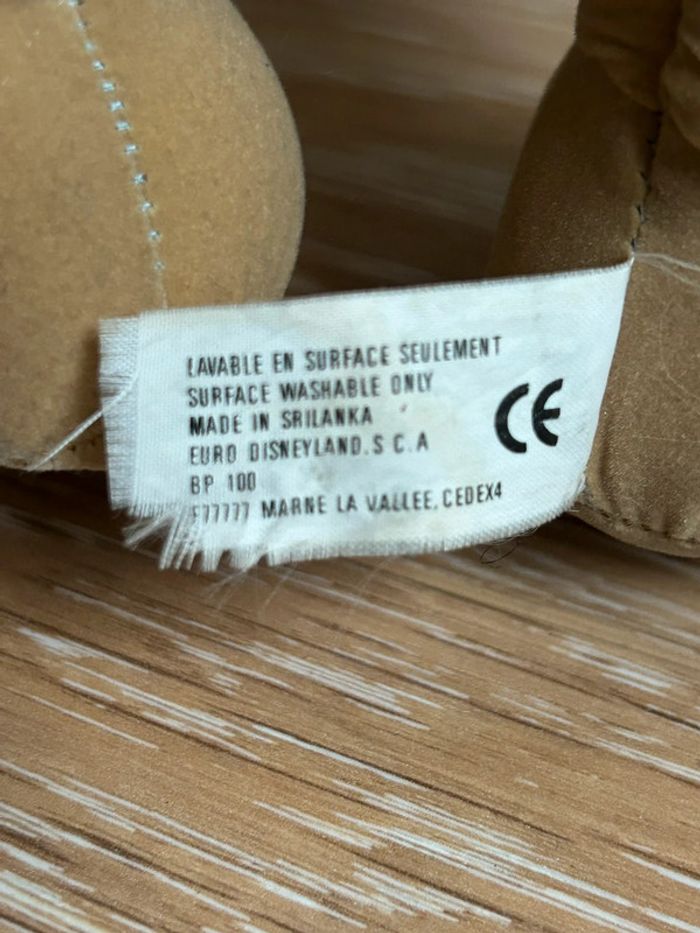 LAVABLE EN SURFACE SEULEMENT
SURFACE WASHABLE ONLY
MADE IN SRILANKA
EURO DISNEYLAND.S C.A
BP 100
F77777 MARNE LA VALLEE, CEDEX4
CE